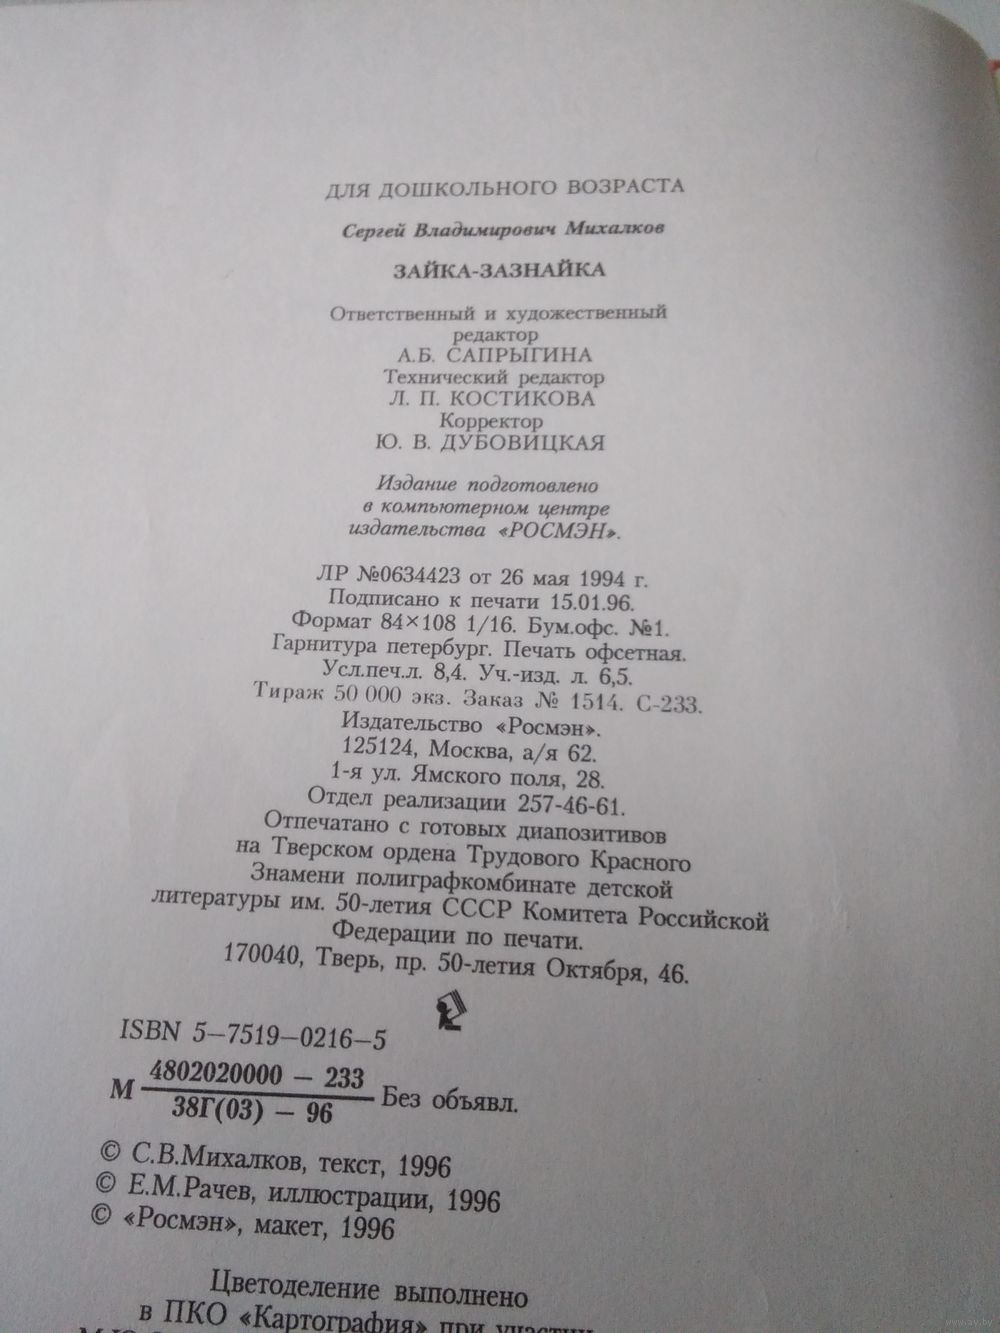 ДЛЯ ДОШКОЛЬНОГО ВОЗРАСТА
Сергей Владимирович Михалков
ЗАЙКА-ЗАЗНАЙКА
Ответственный и художественный
редактор
А.Б. САПРЫГИНА
Технический редактор
Л. П. КОСТИКОВА
Корректор
Ю. В. ДУБОВИЦКАЯ
Издание подготовлено
в компьютерном центре
издательства «РОСМЭН».
ЛР №0634423 от 26 мая 1994 г.
Подписано к печати 15.01.96.
Формат 84×108 1/16. Бум.офс. №1.
Гарнитура петербург. Печать офсетная.
Усл.печ.л. 8,4. Уч.-изд. л. 6,5.
Тираж 50 000 экз. Заказ № 1514. С-233.
Издательство «Росмэн».
125124, Москва, а/я 62.
1-я ул. Ямского поля, 28.
Отдел реализации 257-46-61.
Отпечатано с готовых диапозитивов
на Тверском ордена Трудового Красного
Знамени полиграфкомбинате детской
литературы им. 50-летия СССР Комитета Российской
Федерации по печати.
170040, Тверь, пр. 50-летия Октября, 46.
ISBN 5–7519–0216–5
4802020000 – 233
М Без объявл.
38Г(03) – 96
© С.В.Михалков, текст, 1996
© Е.М.Рачев, иллюстрации, 1996
© «Росмэн», макет, 1996
Цветоделение выполнено
в ПКО «Картография» при участии
www.ay.by